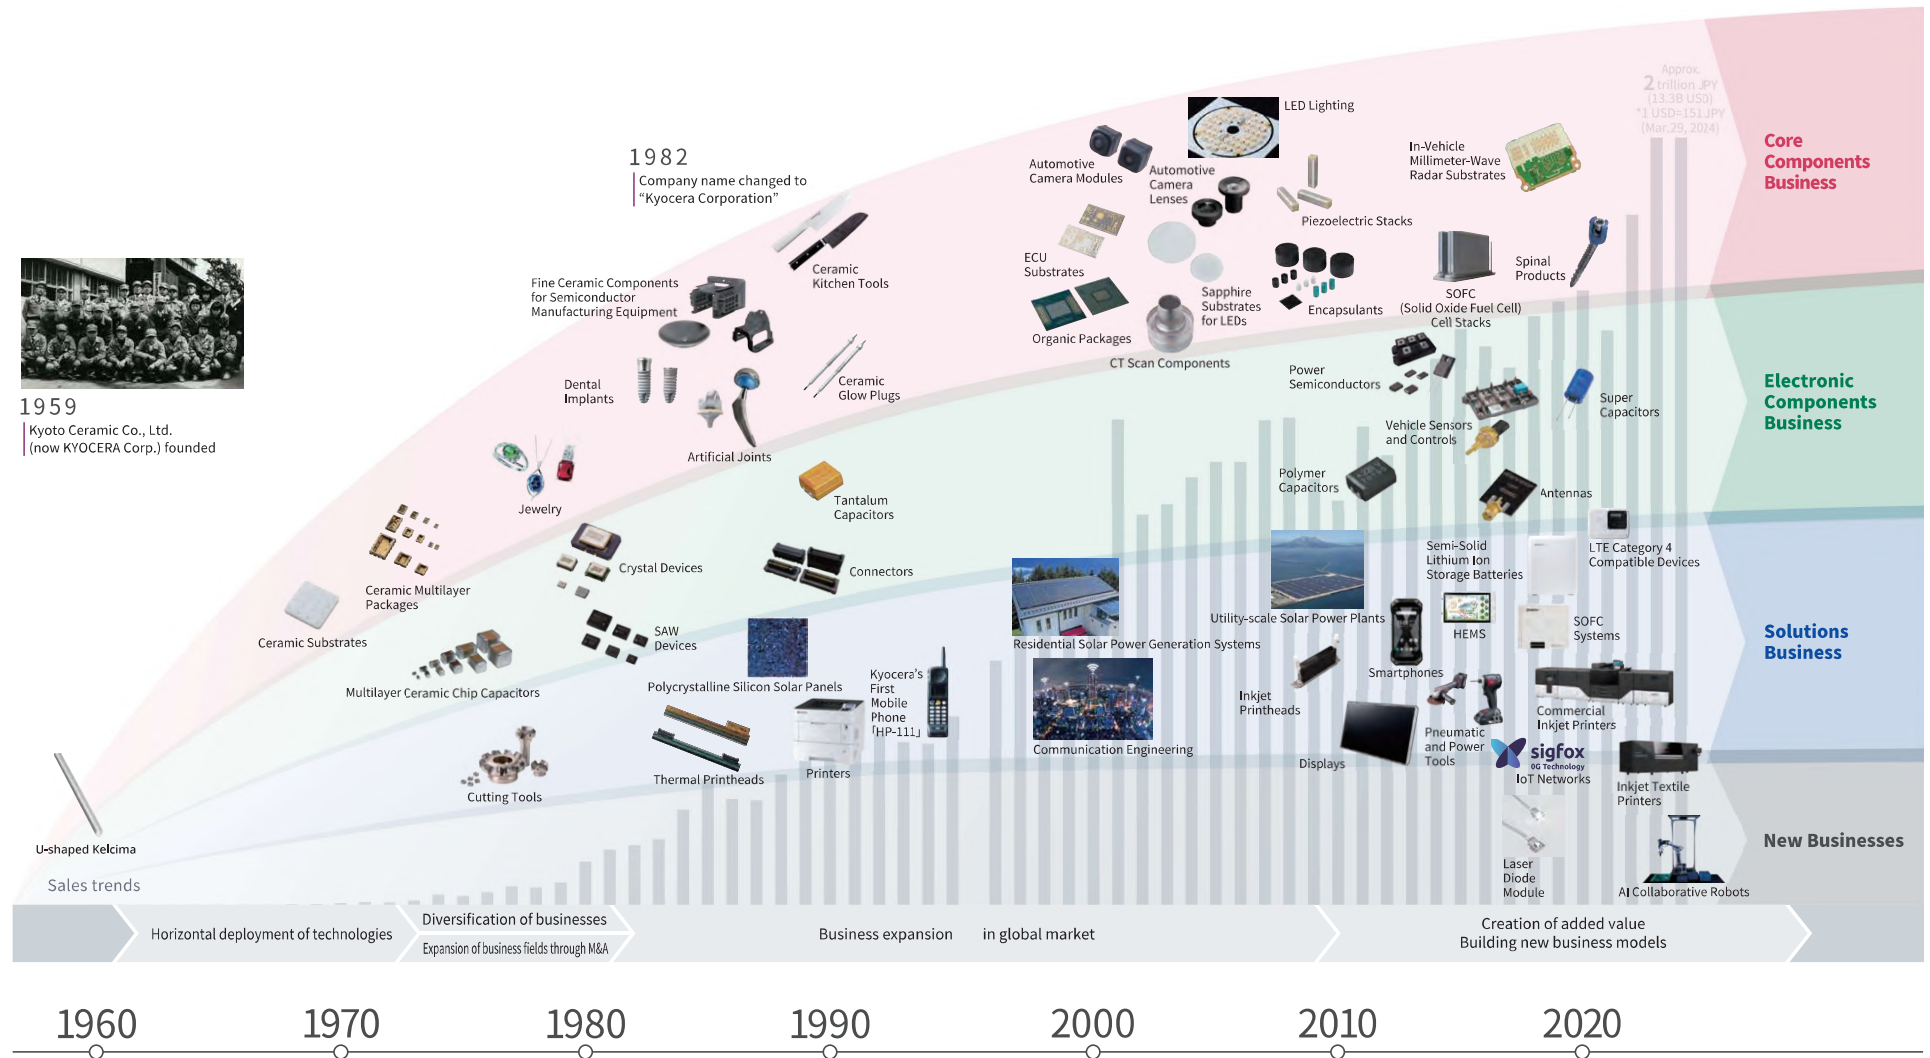 1959
Kyoto Ceramic Co., Ltd.
(now KYOCERA Corp.) founded
1982
Company name changed to
“Kyocera Corporation”
U-shaped Kelcima
Sales trends
Ceramic Substrates
Ceramic Multilayer
Packages
Jewelry
Fine Ceramic Components
for Semiconductor
Manufacturing Equipment
Dental
Implants
Artificial Joints
Ceramic
Kitchen Tools
Ceramic
Glow Plugs
Automotive
Camera Modules
LED Lighting
Automotive
Camera
Lenses
Piezoelectric Stacks
ECU
Substrates
Organic Packages
Sapphire
Substrates
for LEDs
CT Scan Components
Encapsulants
In-Vehicle
Millimeter-Wave
Radar Substrates
SOFC
(Solid Oxide Fuel Cell)
Cell Stacks
Spinal
Products
Approx.
2 trillion JPY
(13.3B USD)
*1 USD=151 JPY
(Mar.29, 2024)
Core
Components
Business
Multilayer Ceramic Chip Capacitors
Crystal Devices
SAW
Devices
Tantalum
Capacitors
Connectors
Power
Semiconductors
Vehicle Sensors
and Controls
Super
Capacitors
Polymer
Capacitors
Antennas
Electronic
Components
Business
Cutting Tools
Polycrystalline Silicon Solar Panels
Thermal Printheads
Printers
Kyocera’s
First
Mobile
Phone
「HP-111」
Residential Solar Power Generation Systems
Communication Engineering
Utility-scale Solar Power Plants
Inkjet
Printheads
Displays
Semi-Solid
Lithium Ion
Storage Batteries
LTE Category 4
Compatible Devices
Smartphones
HEMS
SOFC
Systems
Pneumatic
and Power
Tools
Commercial
Inkjet Printers
Solutions
Business
sigfox
0G Technology
IoT Networks
Inkjet Textile
Printers
Laser
Diode
Module
AI Collaborative Robots
New Businesses
Horizontal deployment of technologies
Diversification of businesses
Expansion of business fields through M&A
Business expansion in global market
Creation of added value
Building new business models
1960
1970
1980
1990
2000
2010
2020